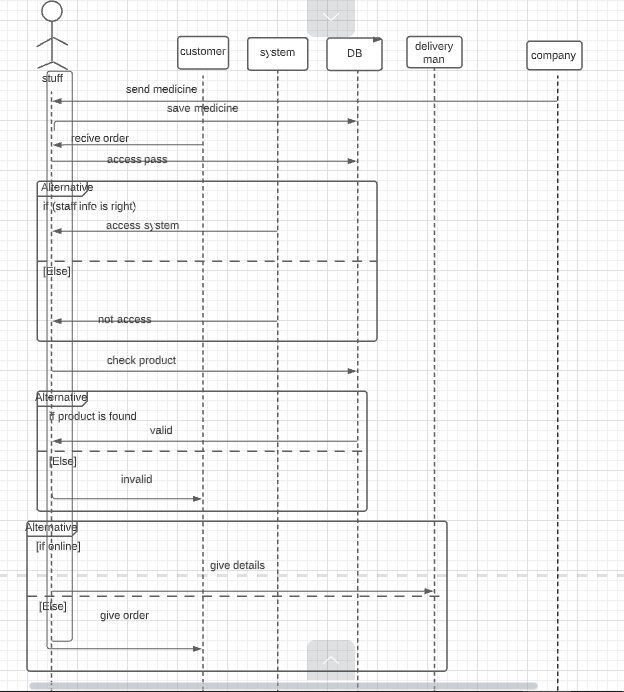 customer
system
DB
delivery
man
company
stuff
send medicine
save medicine
recive order
access pass
Alternative
if (staff info is right)
access system
[Else]
not access
check product
Alternative
if product is found
valid
[Else]
invalid
Alternative
[if online]
give details
[Else]
give order